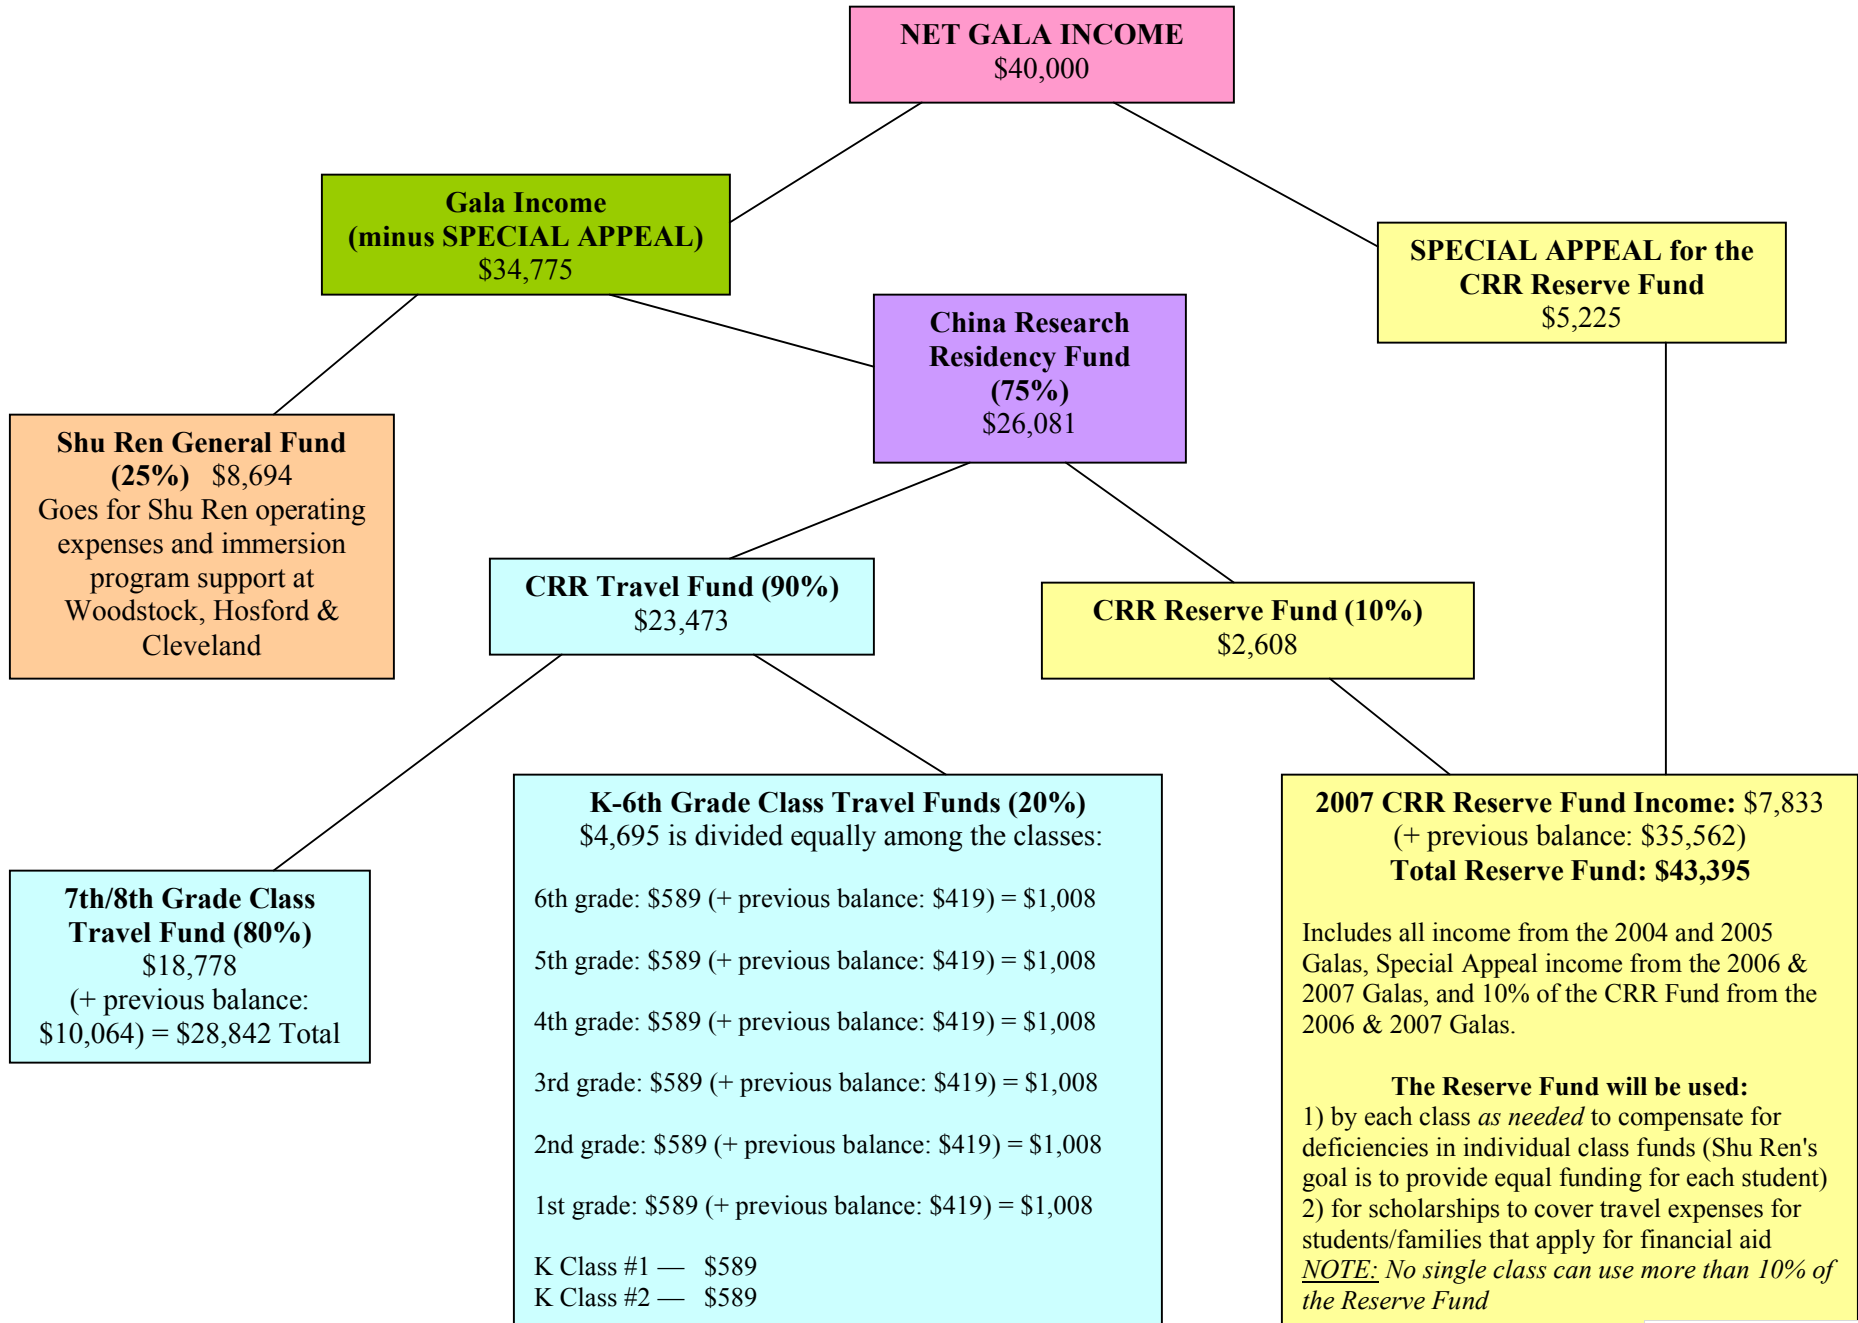 NET GALA INCOME
$40,000
Gala Income
(minus SPECIAL APPEAL)
$34,775
SPECIAL APPEAL for the
CRR Reserve Fund
$5,225
China Research
Residency Fund
(75%)
$26,081
Shu Ren General Fund
(25%) $8,694
Goes for Shu Ren operating
expenses and immersion
program support at
Woodstock, Hosford &
Cleveland
CRR Travel Fund (90%)
$23,473
CRR Reserve Fund (10%)
$2,608
7th/8th Grade Class
Travel Fund (80%)
$18,778
(+ previous balance:
$10,064) = $28,842 Total
K-6th Grade Class Travel Funds (20%)
$4,695 is divided equally among the classes:
6th grade: $589 (+ previous balance: $419) = $1,008
5th grade: $589 (+ previous balance: $419) = $1,008
4th grade: $589 (+ previous balance: $419) = $1,008
3rd grade: $589 (+ previous balance: $419) = $1,008
2nd grade: $589 (+ previous balance: $419) = $1,008
1st grade: $589 (+ previous balance: $419) = $1,008
K Class #1 — $589
K Class #2 — $589
2007 CRR Reserve Fund Income: $7,833
(+ previous balance: $35,562)
Total Reserve Fund: $43,395
Includes all income from the 2004 and 2005
Galas, Special Appeal income from the 2006 &
2007 Galas, and 10% of the CRR Fund from the
2006 & 2007 Galas.
The Reserve Fund will be used:
1) by each class as needed to compensate for
deficiencies in individual class funds (Shu Ren's
goal is to provide equal funding for each student)
2) for scholarships to cover travel expenses for
students/families that apply for financial aid
NOTE: No single class can use more than 10% of
the Reserve Fund